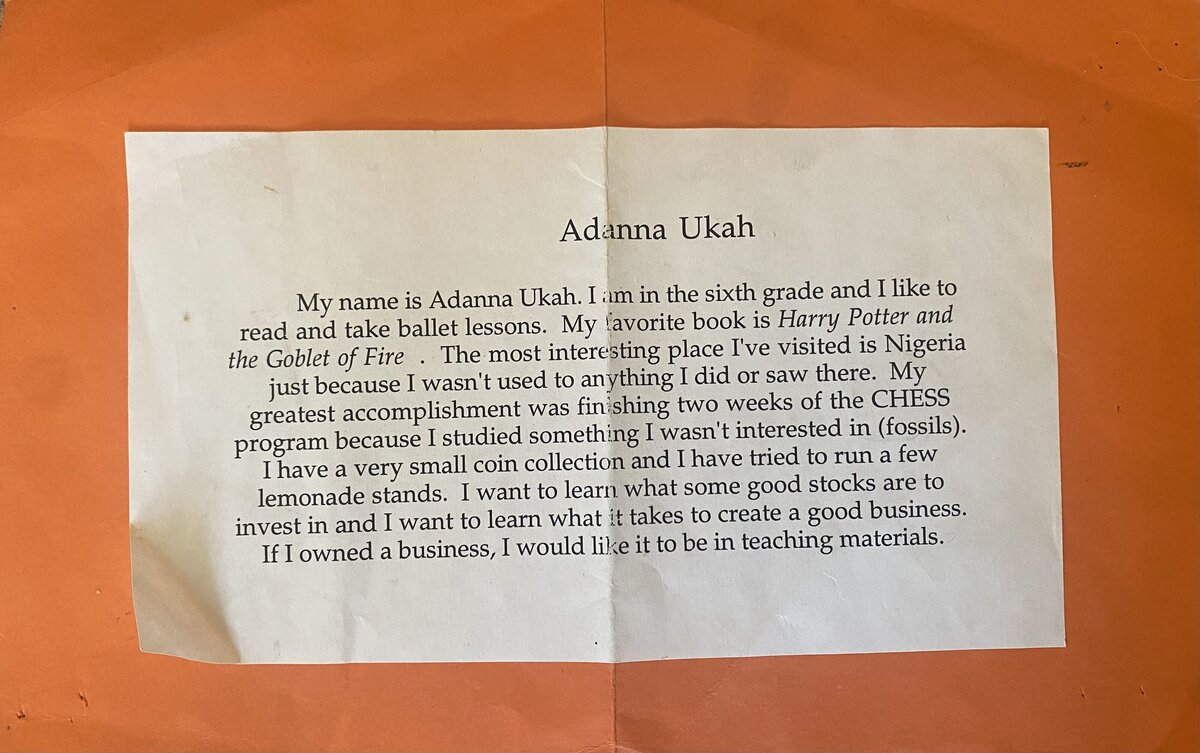 Adanna Ukah
My name is Adanna Ukah. I am in the sixth grade and I like to
read and take ballet lessons. My favorite book is Harry Potter and
the Goblet of Fire . The most interesting place I've visited is Nigeria
just because I wasn't used to anything I did or saw there. My
greatest accomplishment was finishing two weeks of the CHESS
program because I studied something I wasn't interested in (fossils).
I have a very small coin collection and I have tried to run a few
lemonade stands. I want to learn what some good stocks are to
invest in and I want to learn what it takes to create a good business.
If I owned a business, I would like it to be in teaching materials.